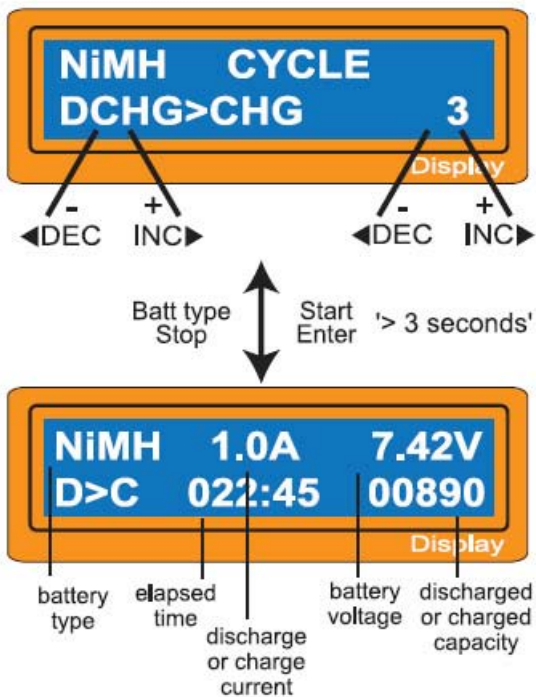 NiMH CYCLE
DCHG>CHG 3
Display
- + - +
◀DEC INC▶ ◀DEC INC▶
Batt type Start '> 3 seconds'
Stop Enter
NiMH 1.0A 7.42V
D>C 022:45 00890
Display
battery elapsed battery discharged
type time voltage or charged
discharge capacity
or charge
current